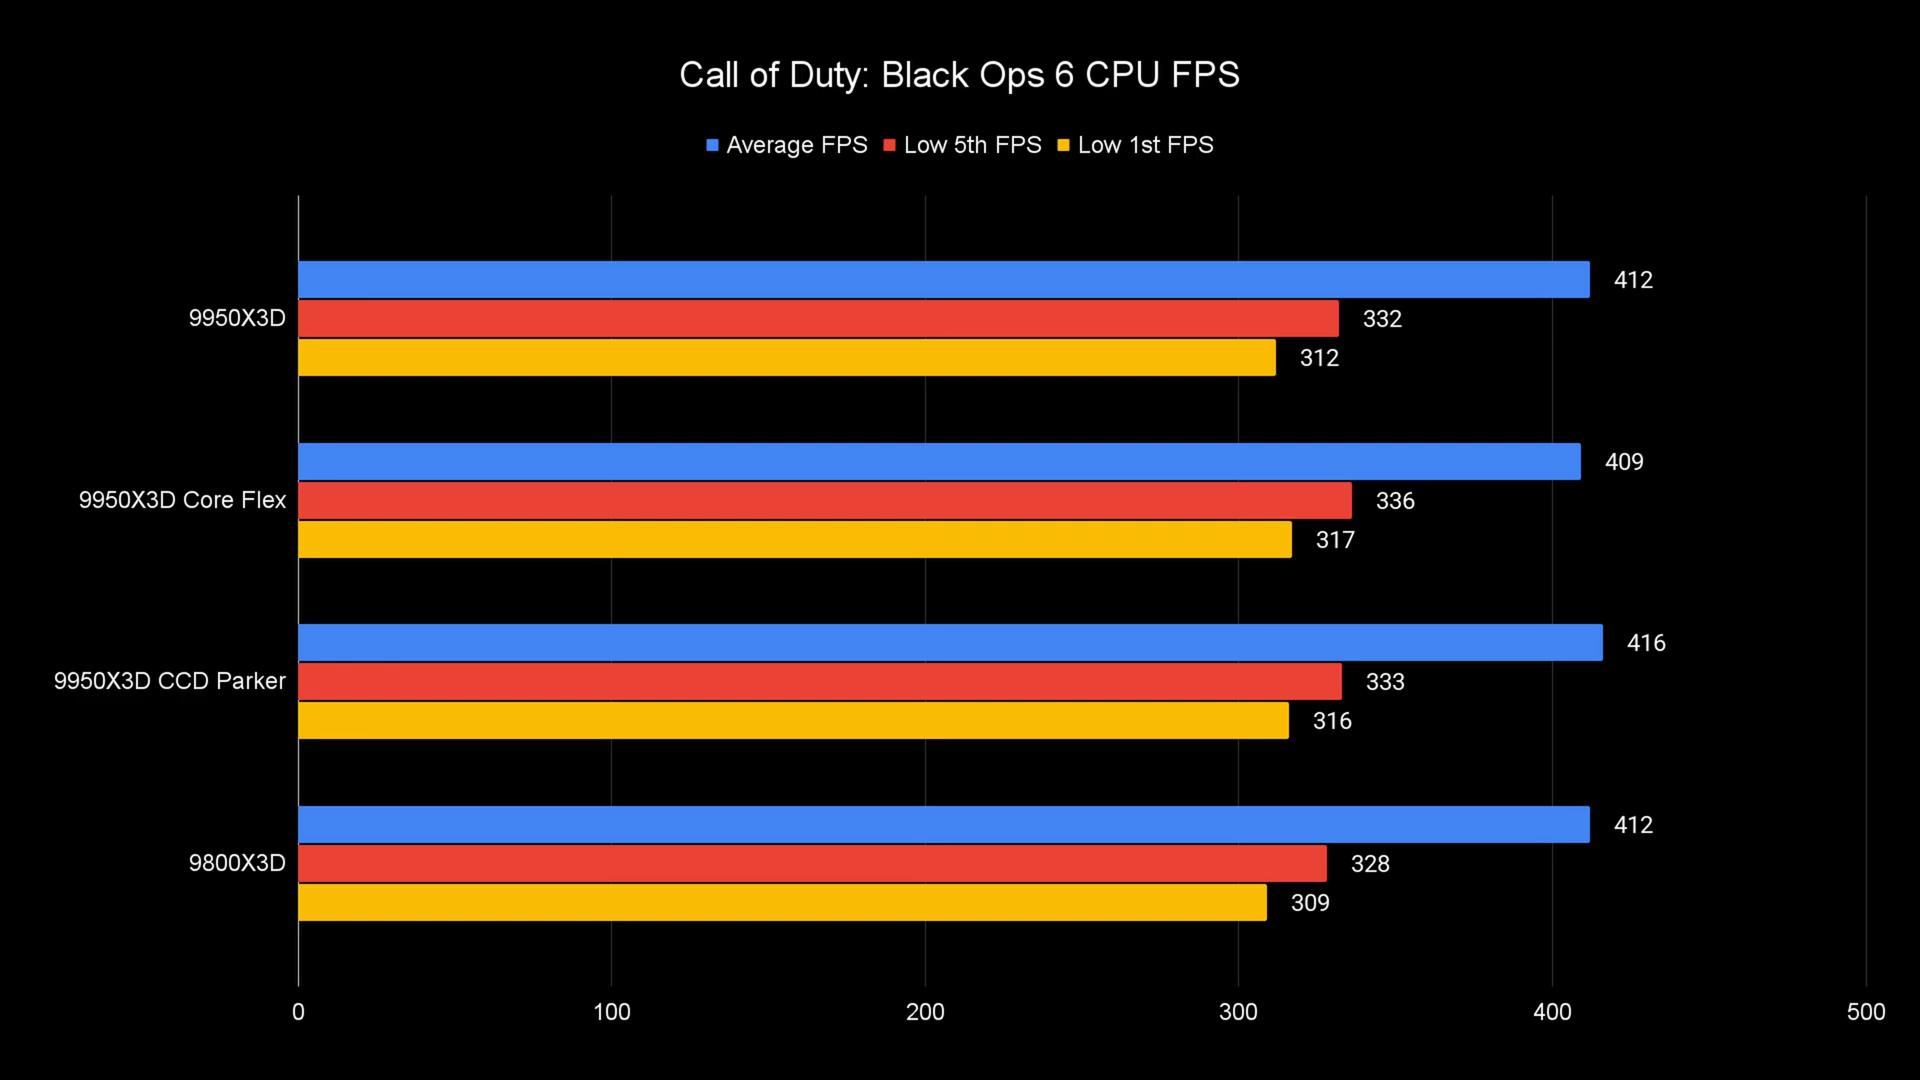 Call of Duty: Black Ops 6 CPU FPS
Average FPS Low 5th FPS Low 1st FPS
412
9950X3D 332
312
409
9950X3D Core Flex 336
317
416
9950X3D CCD Parker 333
316
412
9800X3D 328
309
0 100 200 300 400 500